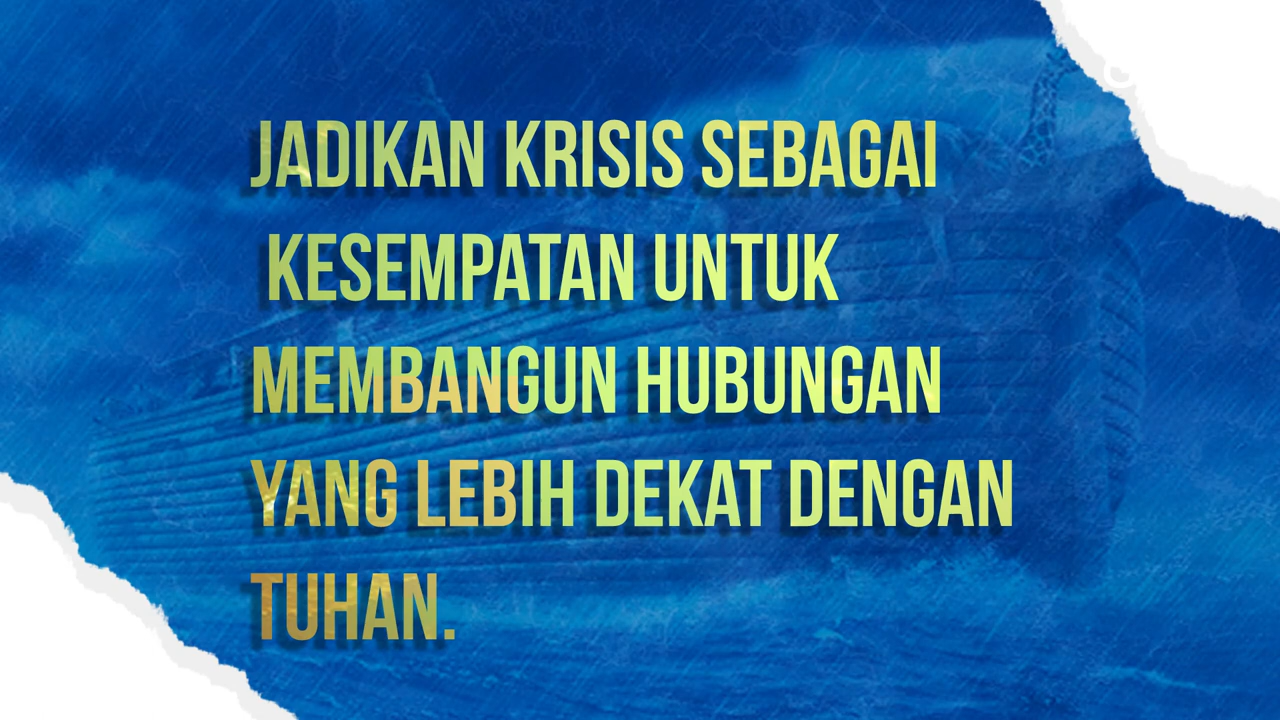 JADIKAN KRISIS SEBAGAI
KESEMPATAN UNTUK
MEMBANGUN HUBUNGAN
YANG LEBIH DEKAT DENGAN
TUHAN.